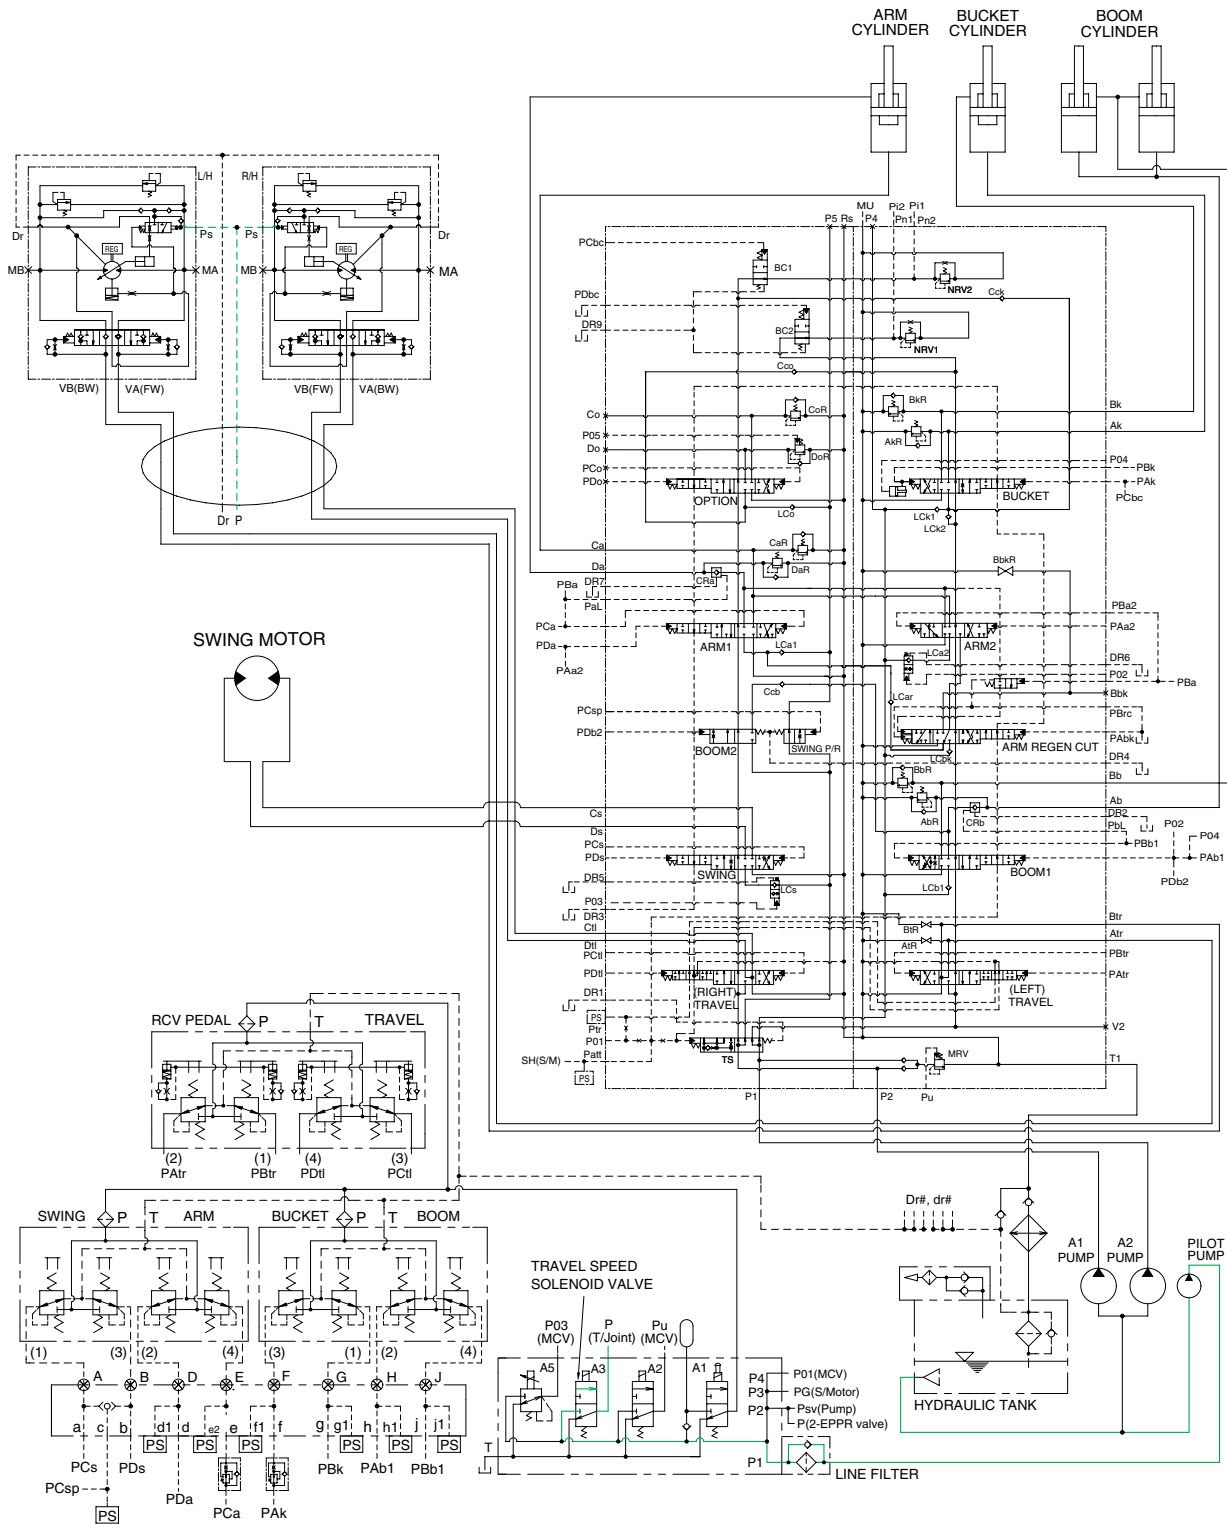 ARM
CYLINDER
BUCKET
CYLINDER
BOOM
CYLINDER
L/H
R/H
Dr
Ps
Ps
Dr
REG
REG
MB
MA
MB
MA
VB(BW)
VA(FW)
VB(FW)
VA(BW)
Dr P
MU
Pi2
Pi1
P5 Rs
P4
Pn1
Pn2
PCbc
BC1
NRV2
Cck
PDbc
DR9
BC2
NRV1
Cco
Co
CoR
BkR
Bk
P05
AkR
Ak
Do
DoR
P04
PCo
PBk
PDo
PAk
OPTION
BUCKET
PCbc
LCo
LCk1
LCk2
Ca
CaR
Da
DaR
BbkR
PBa
DR7
CRa
PaL
PBa2
PCa
PAa2
ARM1
ARM2
PDa
LCa1
LCa2
DR6
PAa2
P02
PBa
Ccb
LCar
Bbk
PCsp
PBrc
PDb2
PAbk
BOOM2
SWING P/R
ARM REGEN CUT
LCbk
DR4
BbR
Bb
SWING MOTOR
Cs
AbR
CRb
Ab
DR2
Ds
PbL
PCs
PBb1
P02
P04
PDs
PAb1
SWING
BOOM1
PDb2
DR5
LCs
LCb1
P03
DR3
Btr
Ctl
BtR
Atr
Dtl
AtR
PCtl
PBtr
PDtl
PAtr
(RIGHT)
TRAVEL
(LEFT)
TRAVEL
DR1
PS
Ptr
V2
P01
Patt
TS
MRV
T1
SH(S/M)
PS
P1
P2
Pu
RCV PEDAL
P
T
TRAVEL
(2)
(1)
(4)
(3)
PAtr
PBtr
PDtl
PCtl
SWING
P
T
ARM
BUCKET
P
T
BOOM
(1)
(3)
(2)
(4)
(3)
(1)
(2)
(4)
A
B
D
E
F
G
H
J
a
c
b
d1
d
e2
e
f1
f
g
g1
h
h1
j
j1
PS
PS
PS
PS
PS
PS
PCs
PDs
PBk
PAb1
PBb1
PCsp
PDa
PS
PCa
PAk
TRAVEL SPEED
SOLENOID VALVE
P03
(MCV)
P
(T/Joint)
Pu
(MCV)
A5
A3
A2
A1
P4
P01(MCV)
P3
PG(S/Motor)
P2
Psv(Pump)
P(2-EPPR valve)
T
P1
LINE FILTER
Dr#, dr#
A1
PUMP
A2
PUMP
PILOT
PUMP
HYDRAULIC TANK